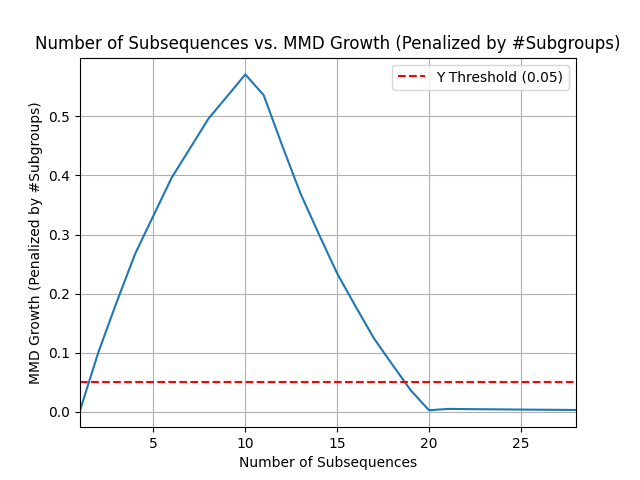 Number of Subsequences vs. MMD Growth (Penalized by #Subgroups)
Y Threshold (0.05)
MMD Growth (Penalized by #Subgroups)
0.5
0.4
0.3
0.2
0.1
0.0
5 10 15 20 25
Number of Subsequences